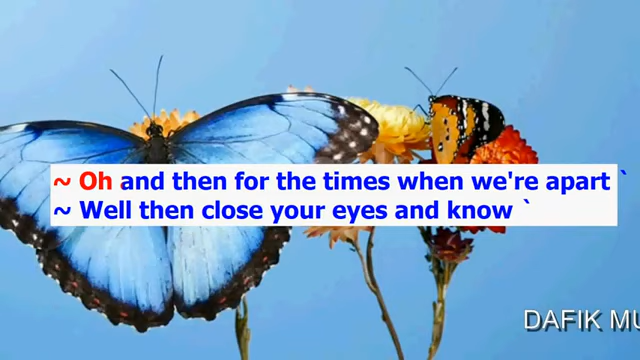 ~ Oh and then for the times when we're apart `
~ Well then close your eyes and know `
DAFIK MU